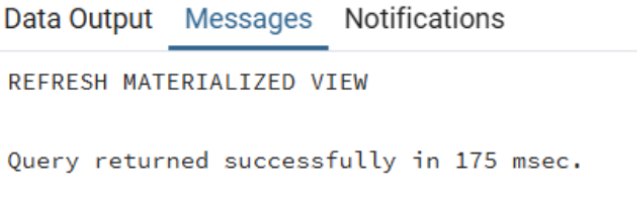 Data Output Messages Notifications
REFRESH MATERIALIZED VIEW
Query returned successfully in 175 msec.